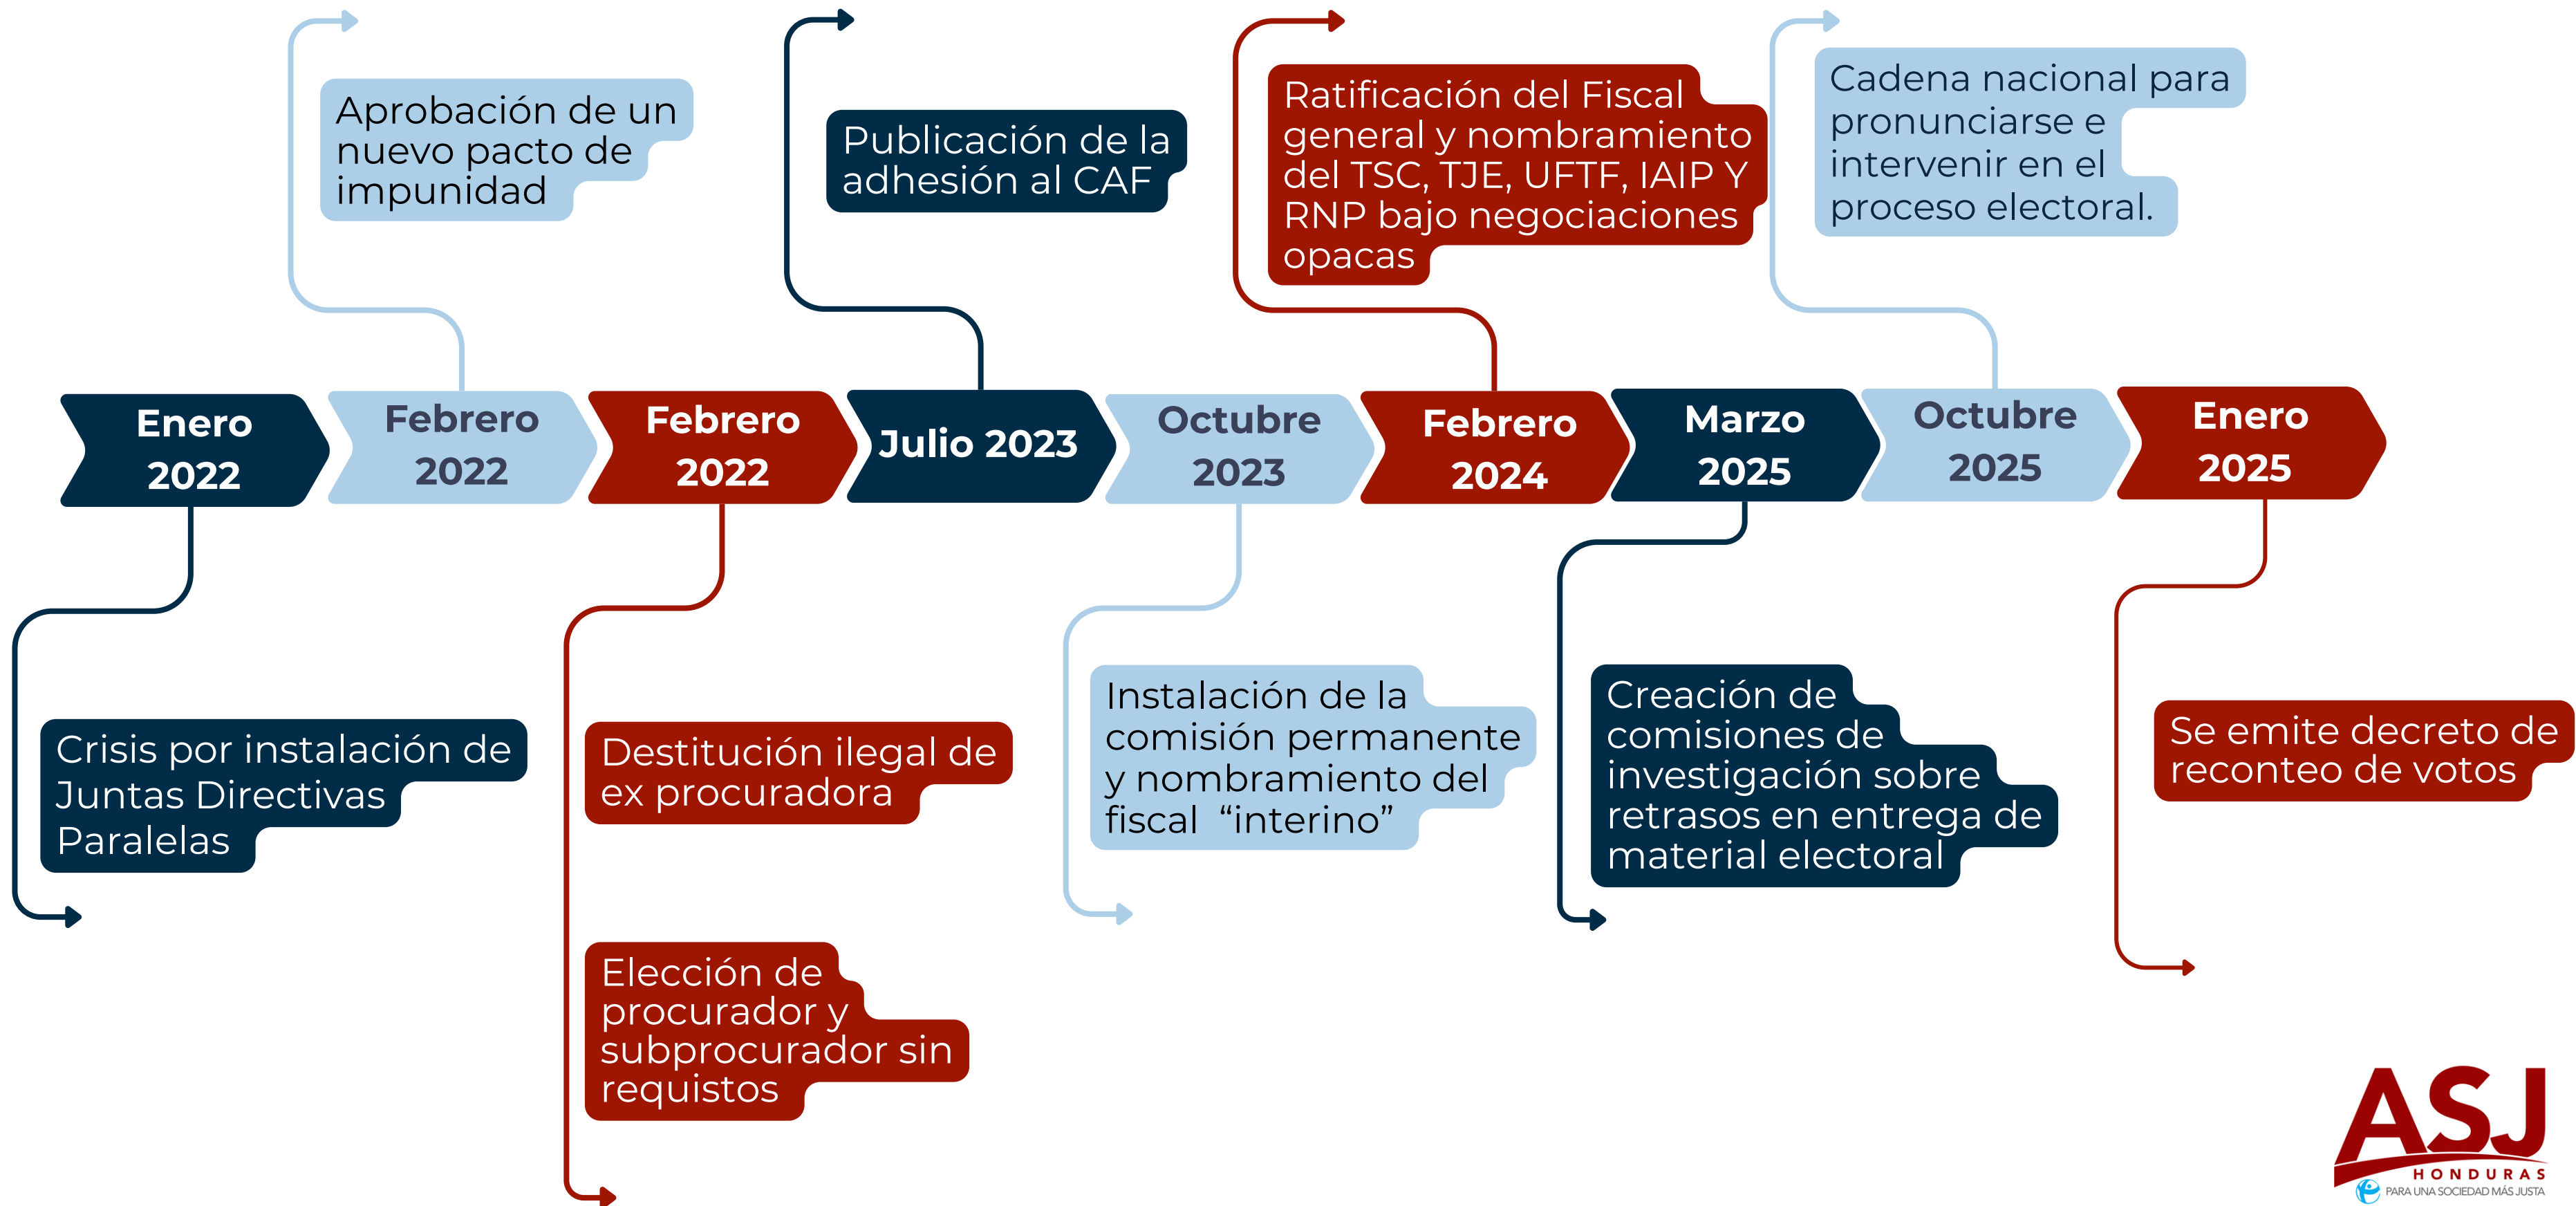 Aprobación de un
nuevo pacto de
impunidad
Publicación de la
adhesión al CAF
Ratificación del Fiscal
general y nombramiento
del TSC, TJE, UFTF, IAIP Y
RNP bajo negociaciones
opacas
Cadena nacional para
pronunciarse e
intervenir en el
proceso electoral.
Enero
2022
Febrero
2022
Febrero
2022
Julio 2023
Octubre
2023
Febrero
2024
Marzo
2025
Octubre
2025
Enero
2025
Crisis por instalación de
Juntas Directivas
Paralelas
Destitución ilegal de
ex procuradora
Elección de
procurador y
subprocurador sin
requistos
Instalación de la
comisión permanente
y nombramiento del
fiscal “interino”
Creación de
comisiones de
investigación sobre
retrasos en entrega de
material electoral
Se emite decreto de
reconteo de votos
ASJ
HONDURAS
PARA UNA SOCIEDAD MÁS JUSTA